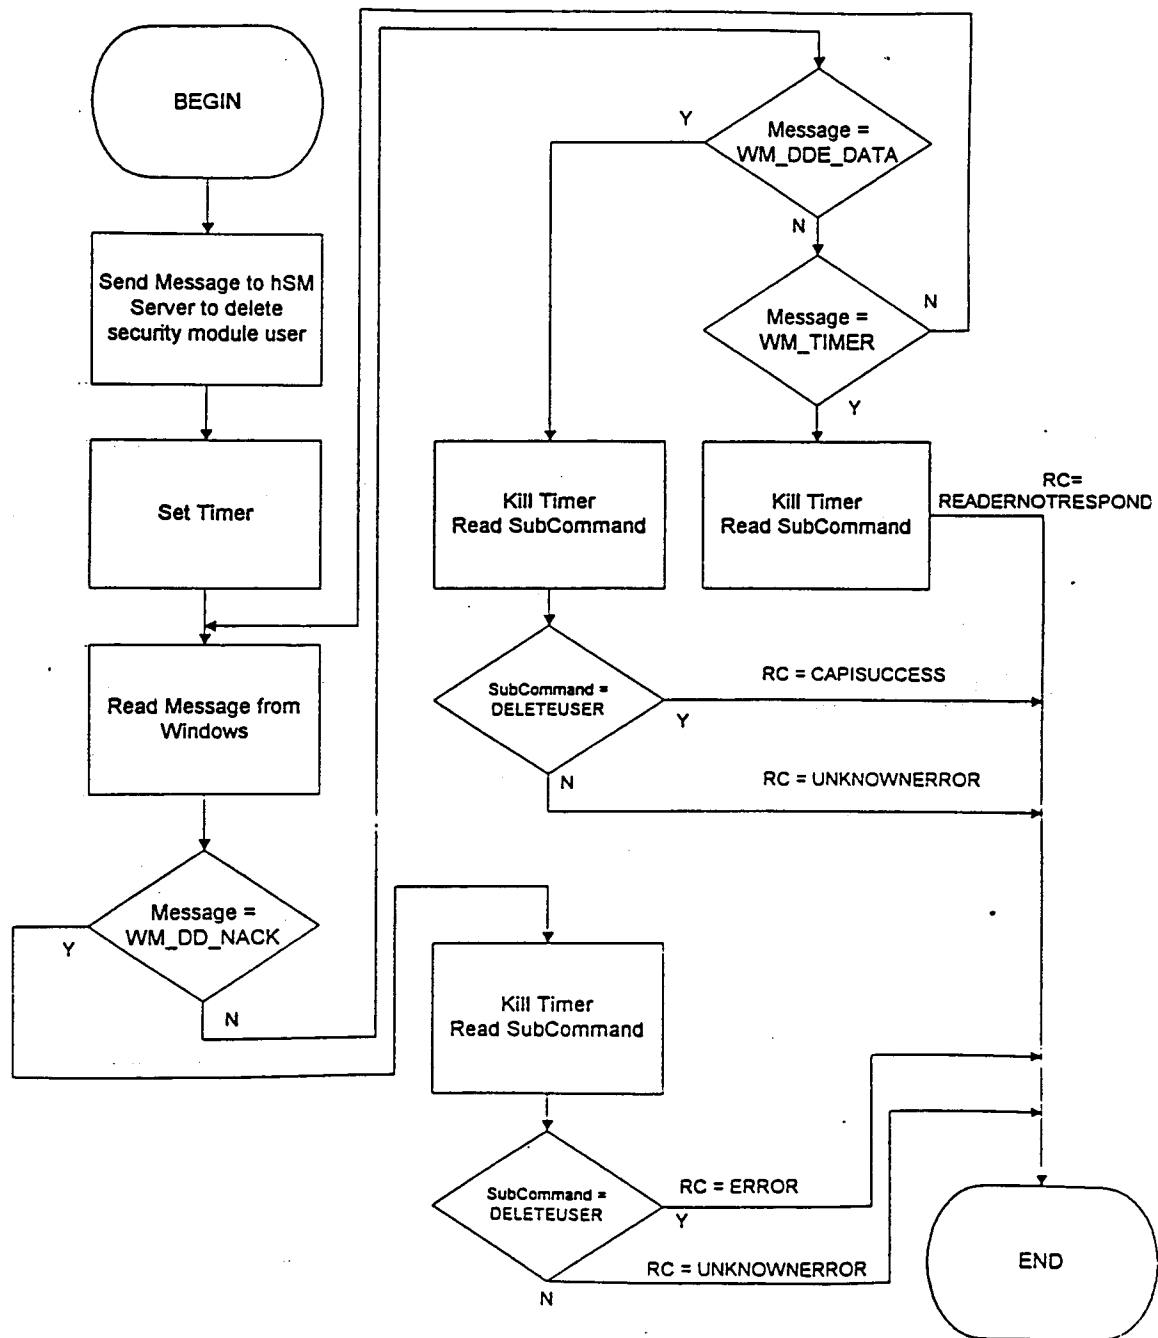 BEGIN
Send Message to hSM
Server to delete
security module user
Set Timer
Read Message from
Windows
Message =
WM_DD_NACK
Y
N
Message =
WM_DDE_DATA
Y
N
Message =
WM_TIMER
N
Y
Kill Timer
Read SubCommand
Kill Timer
Read SubCommand
RC=
READERNOTRESPOND
SubCommand =
DELETEUSER
RC = CAPISUCCESS
Y
N
RC = UNKNOWNERROR
Kill Timer
Read SubCommand
SubCommand =
DELETEUSER
RC = ERROR
Y
RC = UNKNOWNERROR
N
END